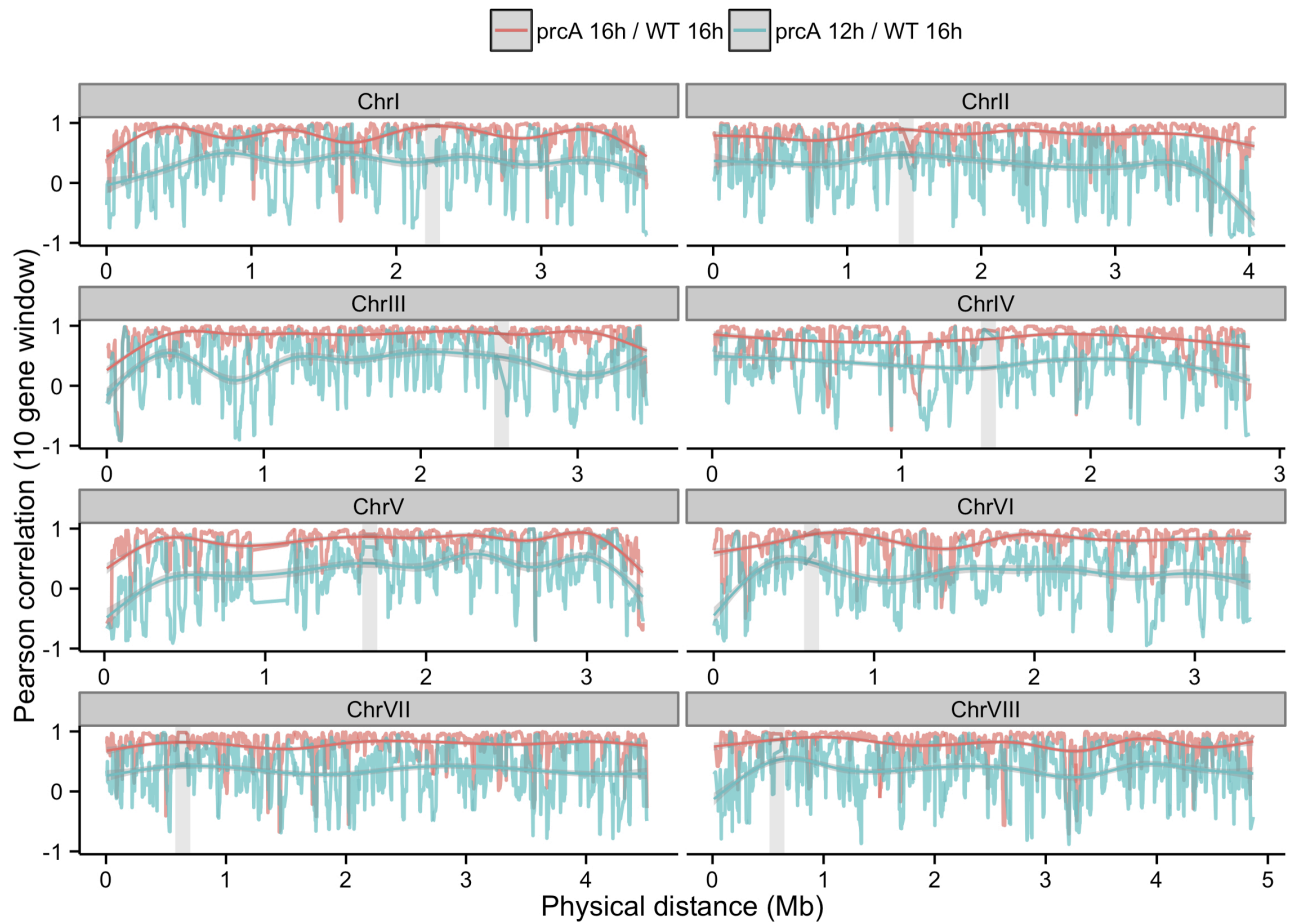 prcA 16h / WT 16h prcA 12h / WT 16h
ChrI ChrII
1
0
-1
0 1 2 3 0 1 2 3 4
ChrIII ChrIV
1
0
-1
0 1 2 3 0 1 2 3
ChrV ChrVI
1
0
-1
0 1 2 3 0 1 2 3
ChrVII ChrVIII
1
0
-1
0 1 2 3 4 0 1 2 3 4 5
Pearson correlation (10 gene window)
Physical distance (Mb)